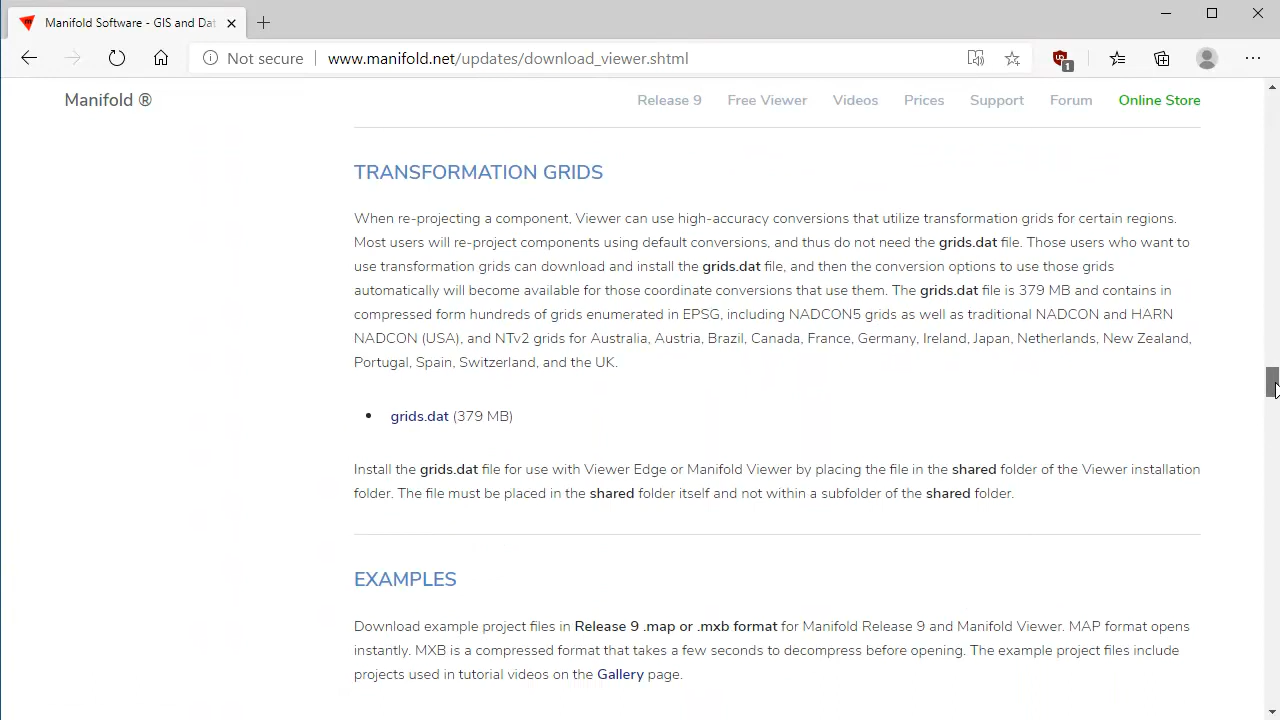 Manifold Software - GIS and Dat
Not secure
www.manifold.net/updates/download_viewer.shtml
1
Manifold ®
Release 9
Free Viewer
Videos
Prices
Support
Forum
Online Store
TRANSFORMATION GRIDS
When re-projecting a component, Viewer can use high-accuracy conversions that utilize transformation grids for certain regions.
Most users will re-project components using default conversions, and thus do not need the grids.dat file. Those users who want to
use transformation grids can download and install the grids.dat file, and then the conversion options to use those grids
automatically will become available for those coordinate conversions that use them. The grids.dat file is 379 MB and contains in
compressed form hundreds of grids enumerated in EPSG, including NADCON5 grids as well as traditional NADCON and HARN
NADCON (USA), and NTv2 grids for Australia, Austria, Brazil, Canada, France, Germany, Ireland, Japan, Netherlands, New Zealand,
Portugal, Spain, Switzerland, and the UK.
• grids.dat (379 MB)
Install the grids.dat file for use with Viewer Edge or Manifold Viewer by placing the file in the shared folder of the Viewer installation
folder. The file must be placed in the shared folder itself and not within a subfolder of the shared folder.
EXAMPLES
Download example project files in Release 9 .map or .mxb format for Manifold Release 9 and Manifold Viewer. MAP format opens
instantly. MXB is a compressed format that takes a few seconds to decompress before opening. The example project files include
projects used in tutorial videos on the Gallery page.